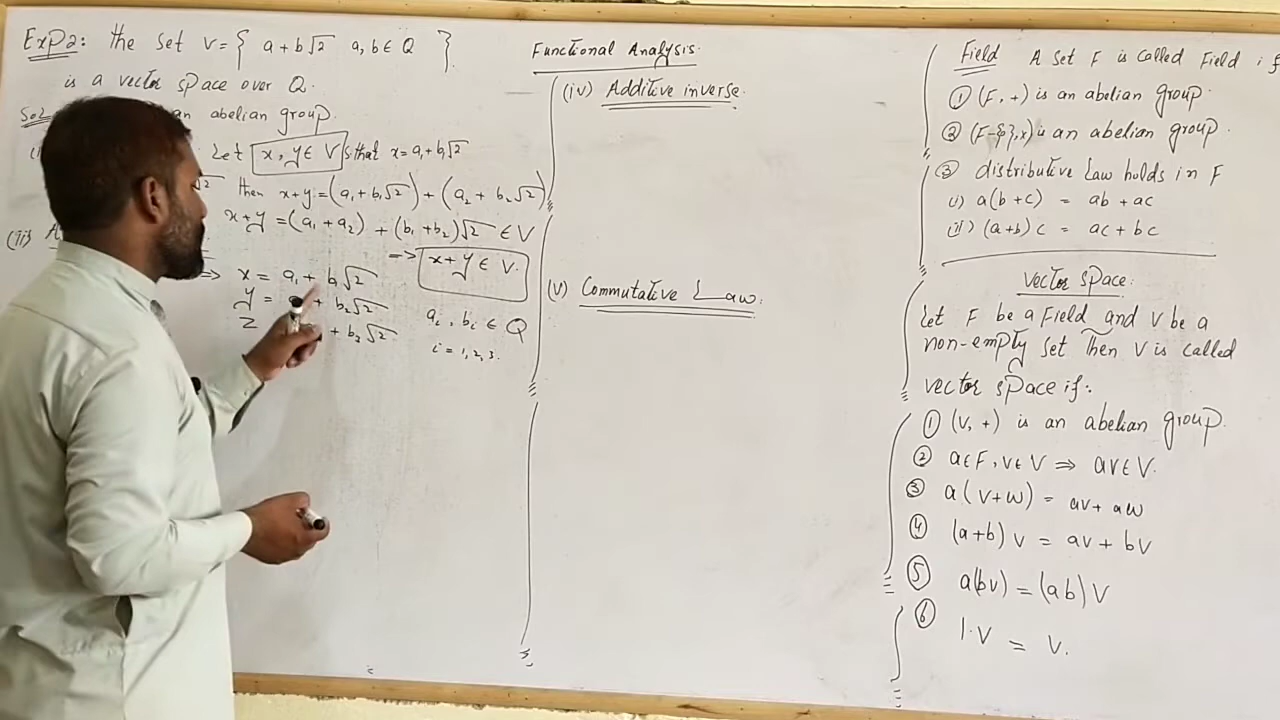 Exp2: the set V = { a + b√2 a, b ∈ Q }
is a vector space over Q.
Sol an abelian group.
Let x, y ∈ V s that x = a₁ + b₁√2
√2 then x+y = (a₁ + b₁√2) + (a₂ + b₂√2)
x+y = (a₁ + a₂) + (b₁ + b₂)√2 ∈ V
=> x+y ∈ V.
(ii) A
=> x = a₁ + b₁√2
y = + b₂√2
z + b₃√2
aᵢ, bᵢ ∈ Q
i = 1, 2, 3.
Functional Analysis.
(iv) Additive inverse.
(v) Commutative Law.
Field A set F is called Field if
① (F, +) is an abelian group.
② (F-{}, x) is an abelian group.
③ distributive Law holds in F
i) a(b + c) = ab + ac
ii) (a+b) c = ac + bc
Vector space.
Let F be a Field and V be a
non-empty set Then V is called
vector space if:
① (V, +) is an abelian group.
② a∈F, v∈V ⇒ av∈V.
③ a(v+w) = av + aw
④ (a+b) v = av + bv
⑤ a(bv) = (ab) v
⑥ 1·v = v.